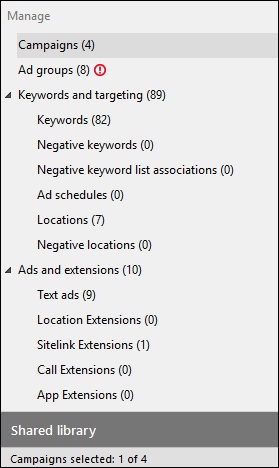 Manage
Campaigns (4)
Ad groups (8)
Keywords and targeting (89)
Keywords (82)
Negative keywords (0)
Negative keyword list associations (0)
Ad schedules (0)
Locations (7)
Negative locations (0)
Ads and extensions (10)
Text ads (9)
Location Extensions (0)
Sitelink Extensions (1)
Call Extensions (0)
App Extensions (0)
Shared library
Campaigns selected: 1 of 4